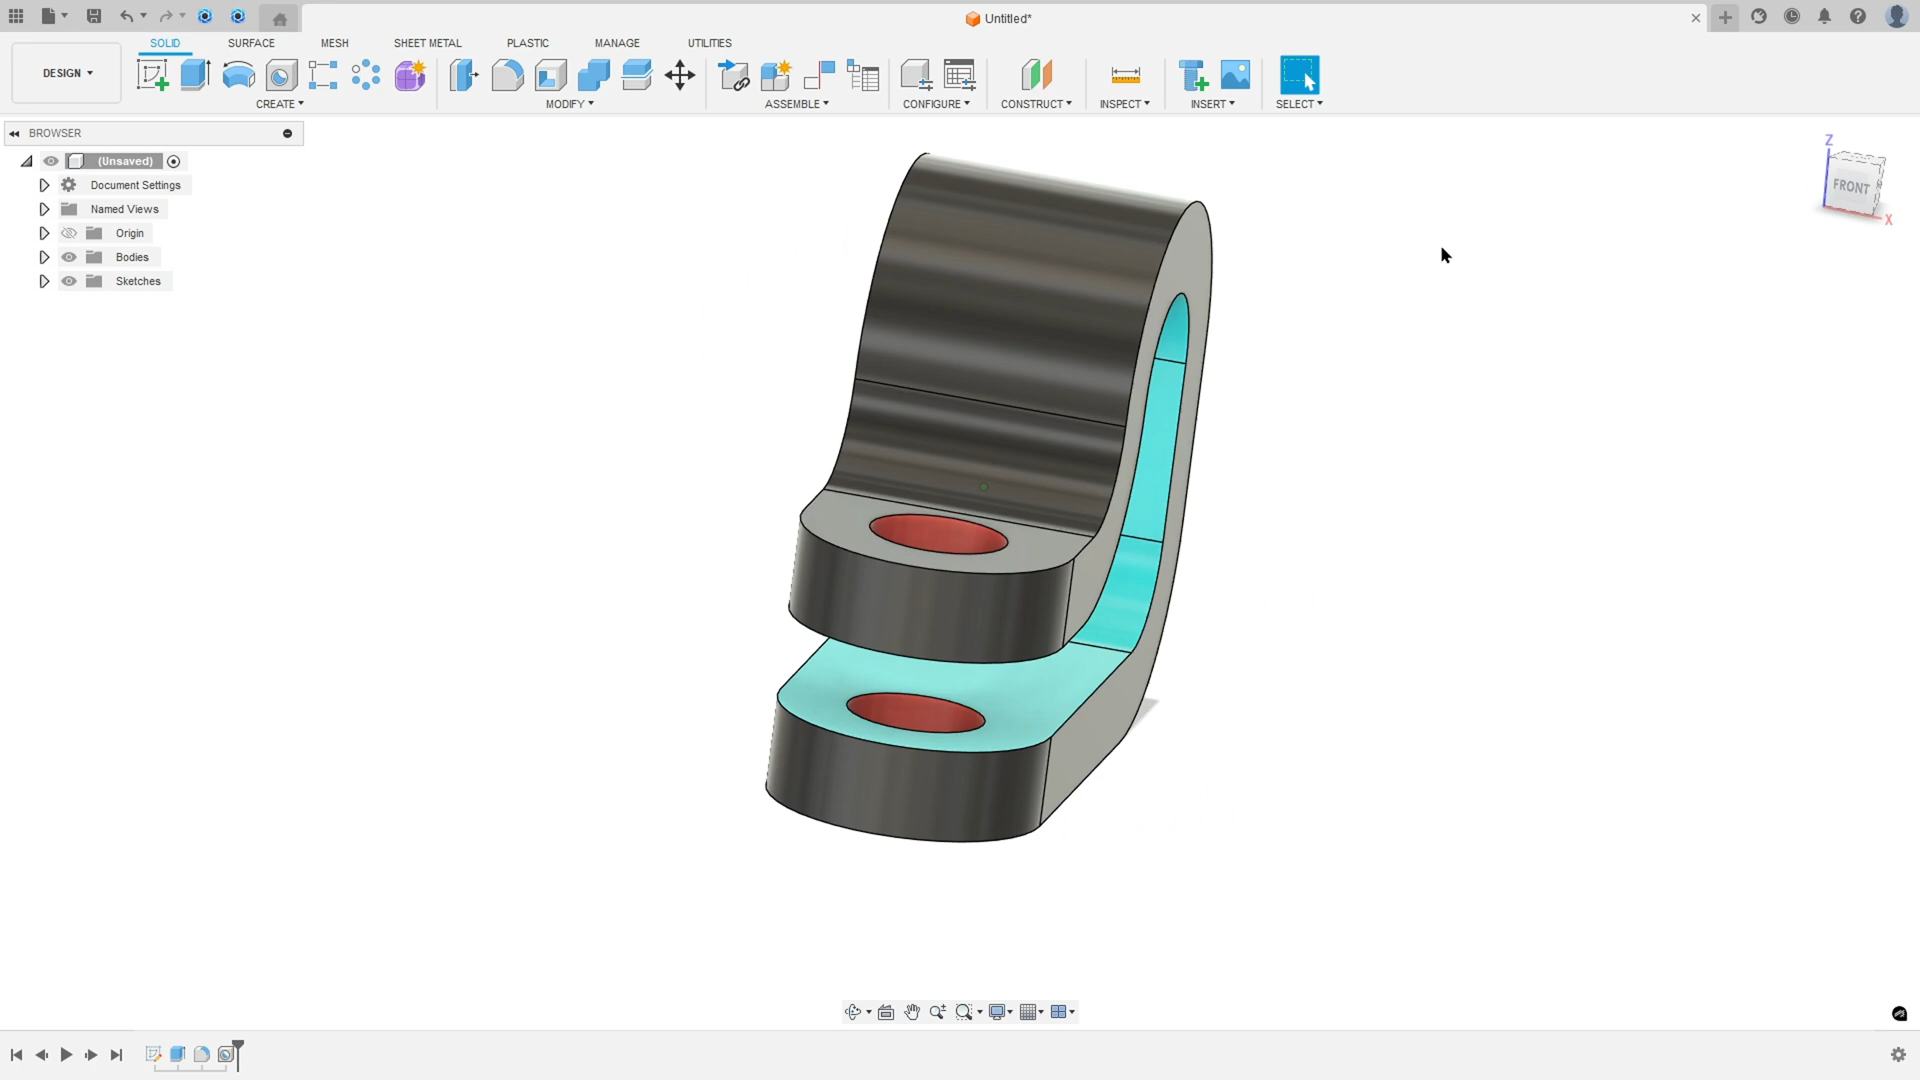 Untitled*
SOLID SURFACE MESH SHEET METAL PLASTIC MANAGE UTILITIES
DESIGN
CREATE MODIFY ASSEMBLE CONFIGURE CONSTRUCT INSPECT INSERT SELECT
BROWSER
(Unsaved)
Document Settings
Named Views
Origin
Bodies
Sketches
Z
FRONT
X